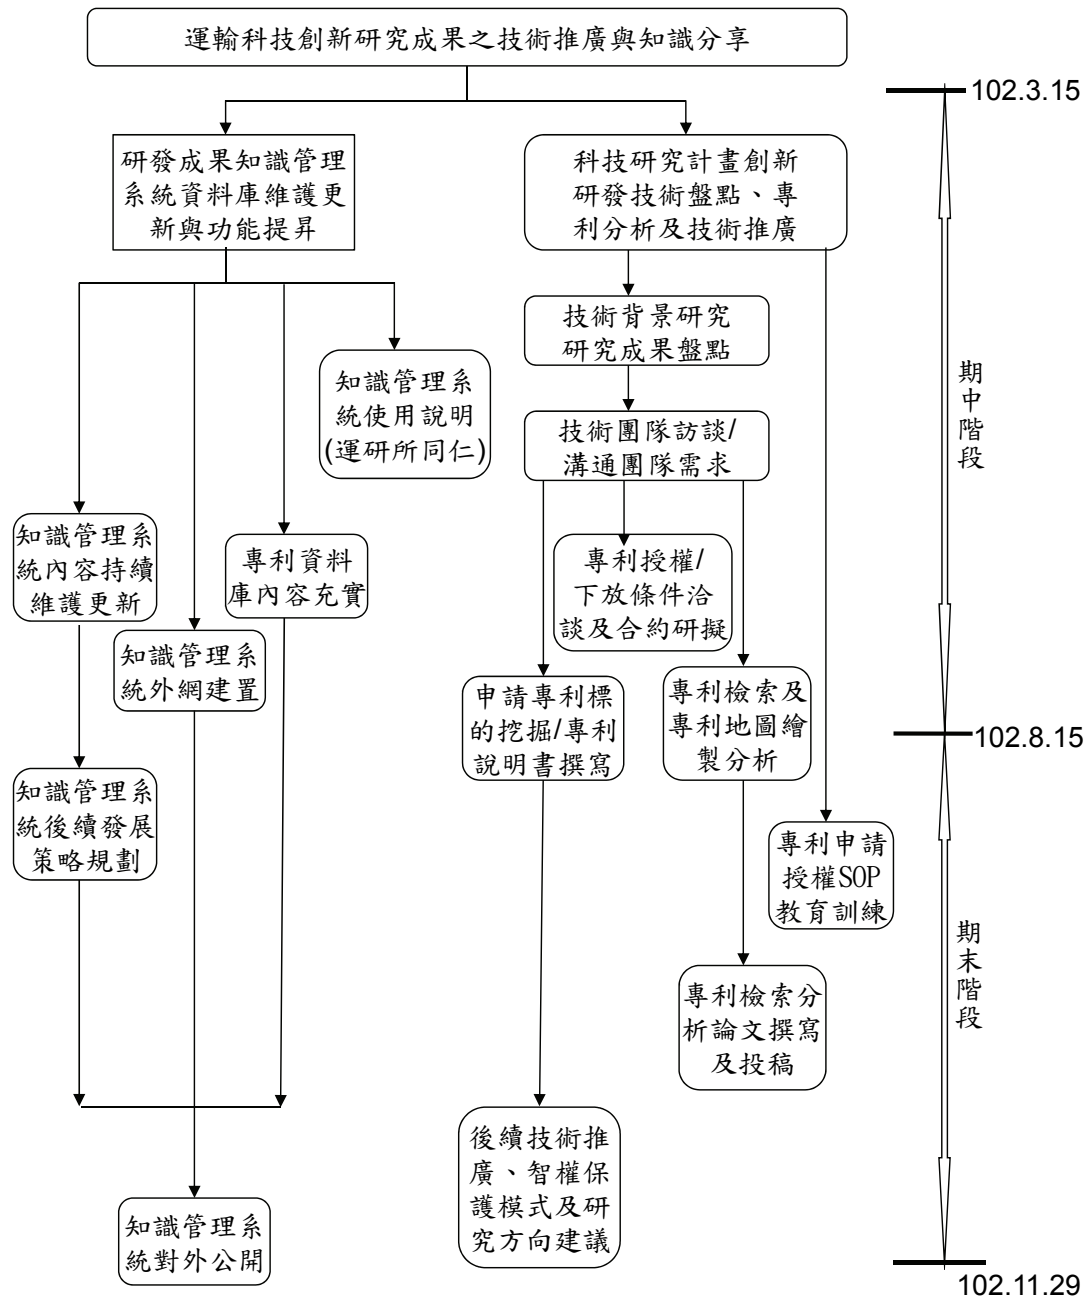 運輸科技創新研究成果之技術推廣與知識分享
102.3.15
研發成果知識管理
系統資料庫維護更
新與功能提昇
科技研究計畫創新
研發技術盤點、專
利分析及技術推廣
技術背景研究
研究成果盤點
知識管理系
統使用說明
(運研所同仁)
技術團隊訪談/
溝通團隊需求
期中階段
知識管理系
統內容持續
維護更新
專利資料
庫內容充實
專利授權/
下放條件洽
談及合約研擬
知識管理系
統外網建置
申請專利標
的挖掘/專利
說明書撰寫
專利檢索及
專利地圖繪
製分析
102.8.15
知識管理系
統後續發展
策略規劃
專利申請
授權SOP
教育訓練
期末階段
專利檢索分
析論文撰寫
及投稿
後續技術推
廣、智權保
護模式及研
究方向建議
知識管理系
統對外公開
102.11.29